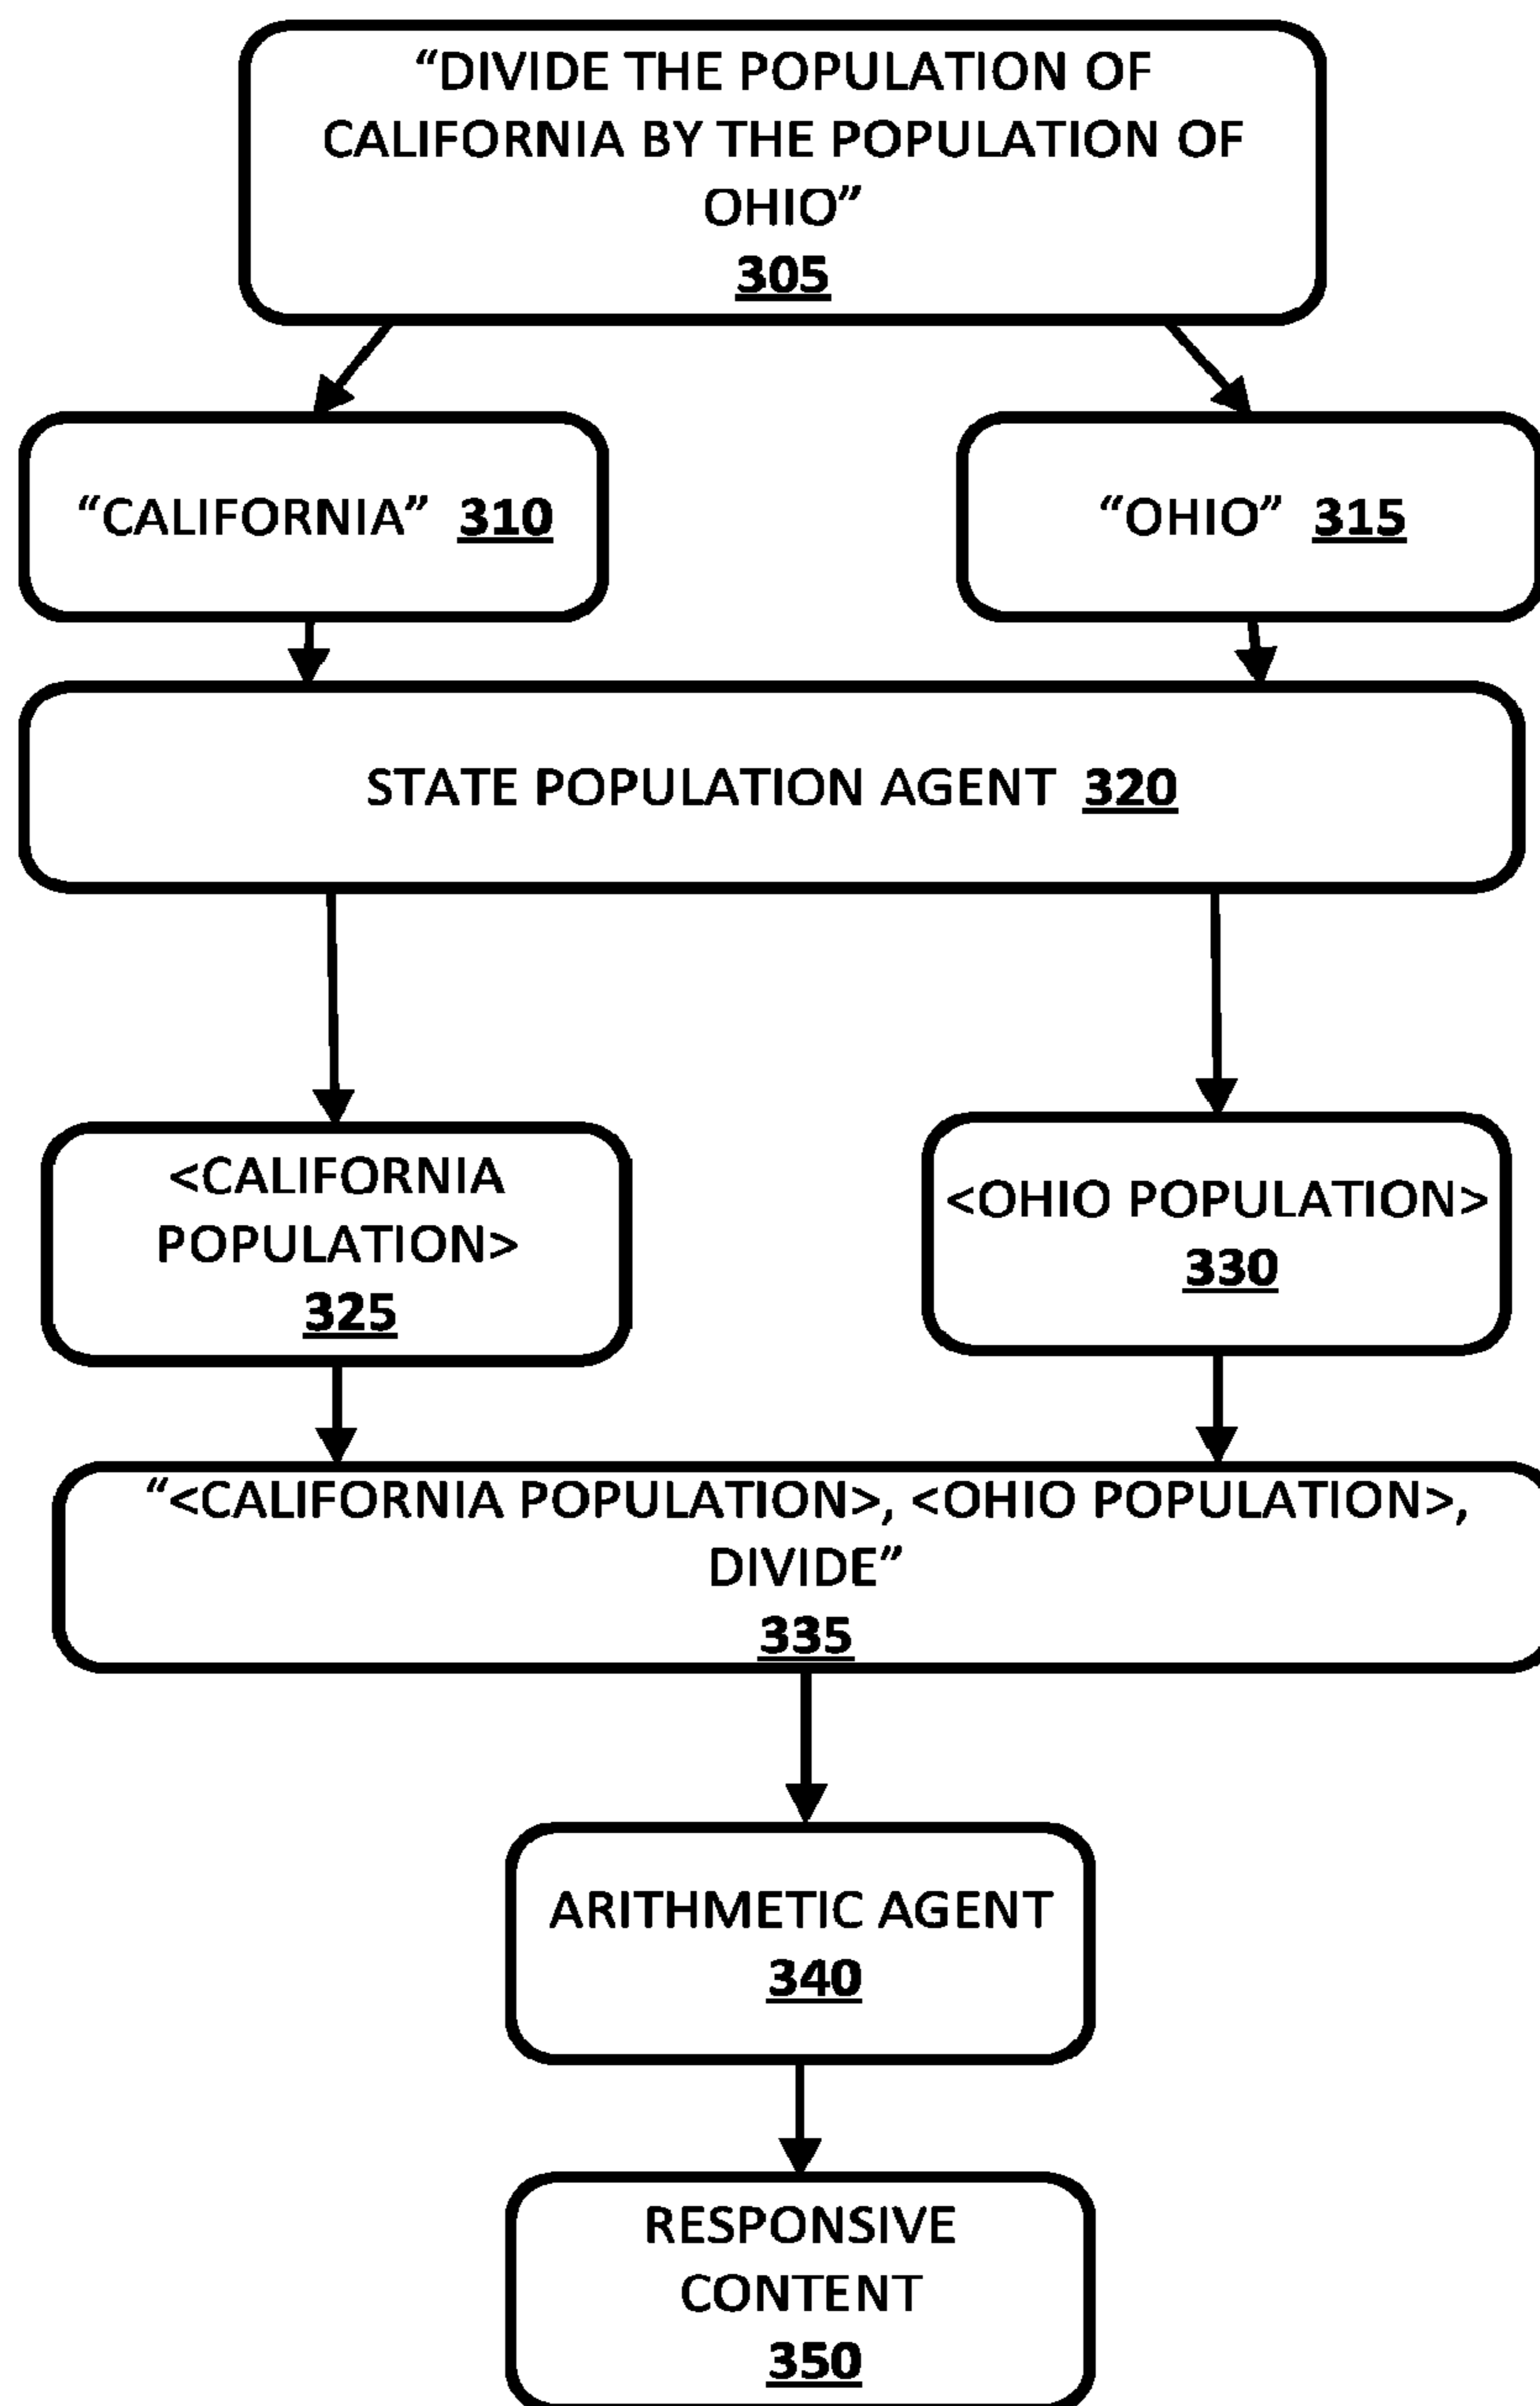 “DIVIDE THE POPULATION OF
CALIFORNIA BY THE POPULATION OF
OHIO”
305
“CALIFORNIA” 310
“OHIO” 315
STATE POPULATION AGENT 320
<CALIFORNIA
POPULATION>
325
<OHIO POPULATION>
330
“<CALIFORNIA POPULATION>, <OHIO POPULATION>,
DIVIDE”
335
ARITHMETIC AGENT
340
RESPONSIVE
CONTENT
350